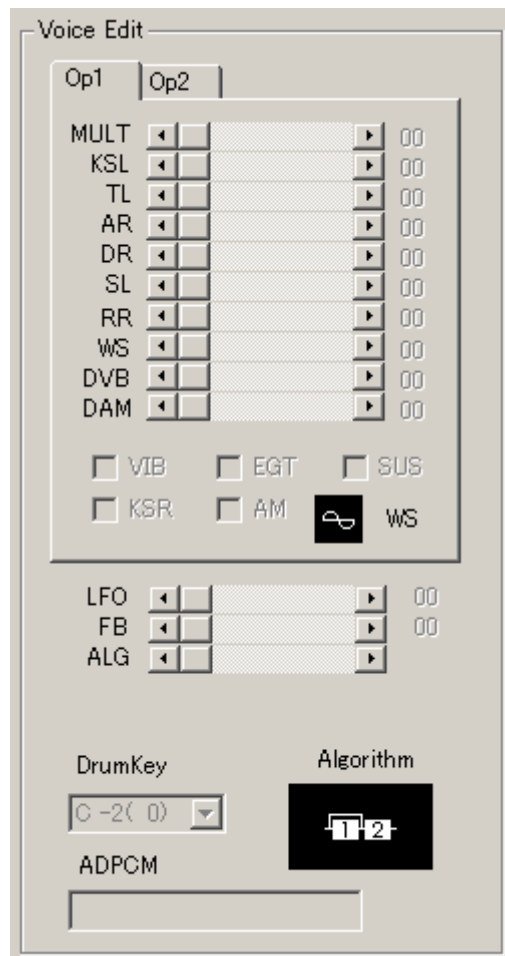 Voice Edit
Op1 Op2
MULT 00
KSL 00
TL 00
AR 00
DR 00
SL 00
RR 00
WS 00
DVB 00
DAM 00
VIB EGT SUS
KSR AM WS
LFO 00
FB 00
ALG
DrumKey Algorithm
C -2( 0) 1 2
ADPCM